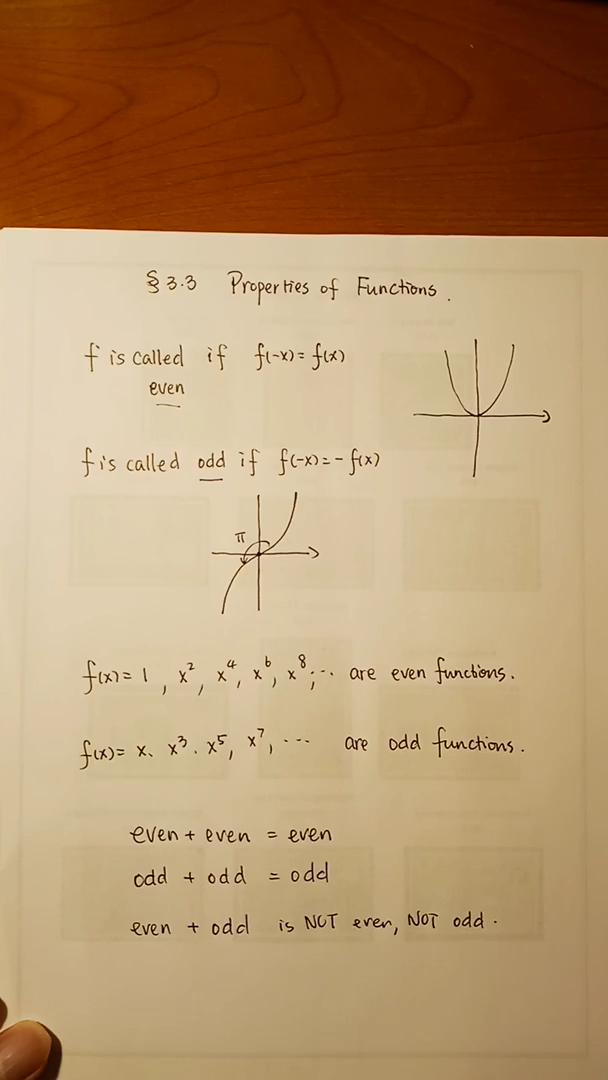 § 3.3 Properties of Functions.
f is called if f(-x) = f(x)
even
f is called odd if f(-x) = - f(x)
π
f(x) = 1, x², x⁴, x⁶, x⁸, ... are even functions.
f(x) = x、x³、x⁵, x⁷, ... are odd functions.
even + even = even
odd + odd = odd
even + odd is NOT even, NOT odd.